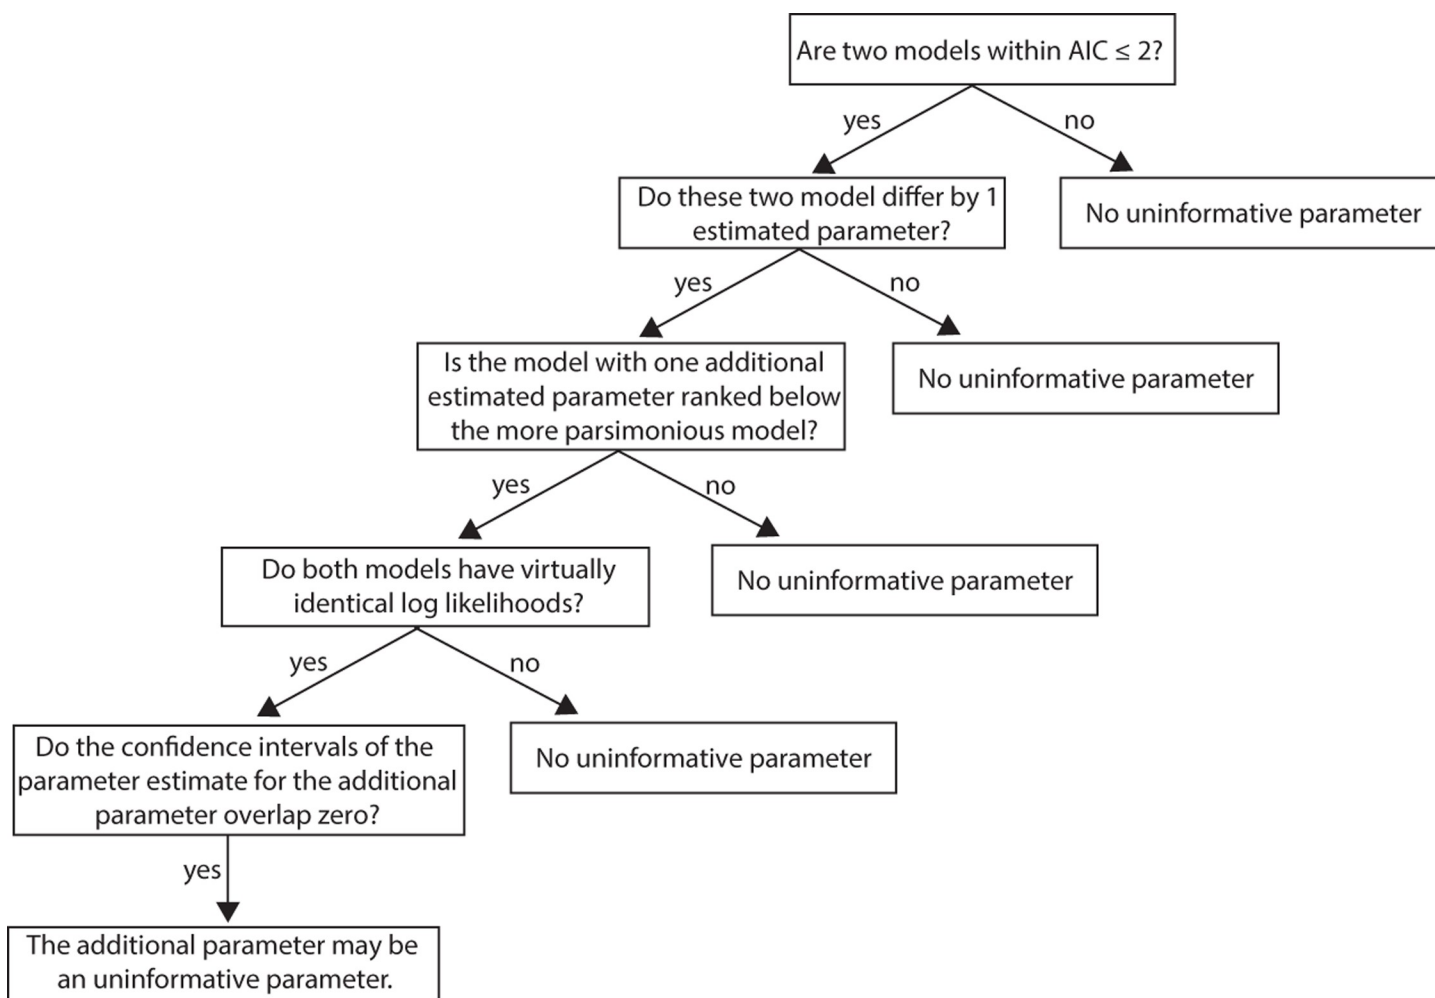 Are two models within AIC ≤ 2?
yes
no
Do these two model differ by 1
estimated parameter?
No uninformative parameter
yes
no
Is the model with one additional
estimated parameter ranked below
the more parsimonious model?
No uninformative parameter
yes
no
Do both models have virtually
identical log likelihoods?
No uninformative parameter
yes
no
Do the confidence intervals of the
parameter estimate for the additional
parameter overlap zero?
No uninformative parameter
yes
The additional parameter may be
an uninformative parameter.